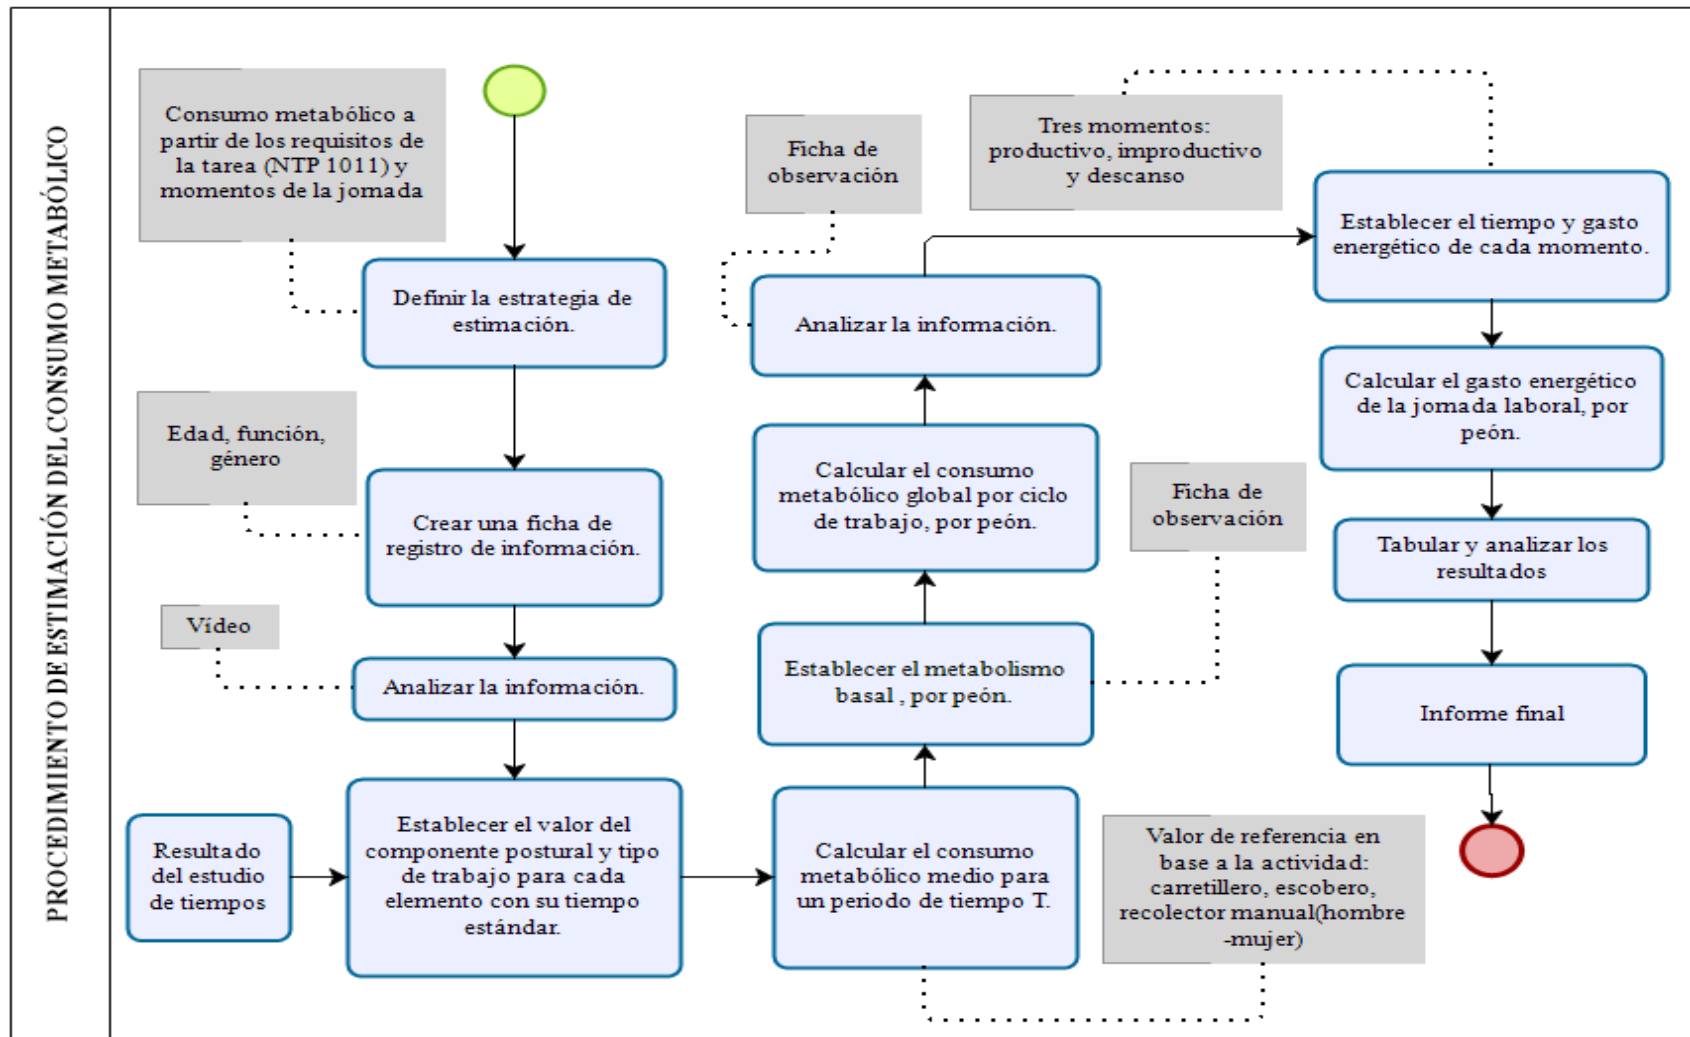 PROCEDIMIENTO DE ESTIMACIÓN DEL CONSUMO METABÓLICO
Consumo metabólico a
partir de los requisitos de
la tarea (NTP 1011) y
momentos de la jornada
Definir la estrategia de
estimación.
Edad, función,
género
Crear una ficha de
registro de información.
Vídeo
Analizar la información.
Resultado
del estudio
de tiempos
Establecer el valor del
componente postural y tipo
de trabajo para cada
elemento con su tiempo
estándar.
Calcular el consumo
metabólico medio para
un periodo de tiempo T.
Valor de referencia en
base a la actividad:
carretillero, escobero,
recolector manual(hombre
-mujer)
Establecer el metabolismo
basal , por peón.
Ficha de
observación
Calcular el consumo
metabólico global por ciclo
de trabajo, por peón.
Analizar la información.
Ficha de
observación
Tres momentos:
productivo, improductivo
y descanso
Establecer el tiempo y gasto
energético de cada momento.
Calcular el gasto energético
de la jornada laboral, por
peón.
Tabular y analizar los
resultados
Informe final